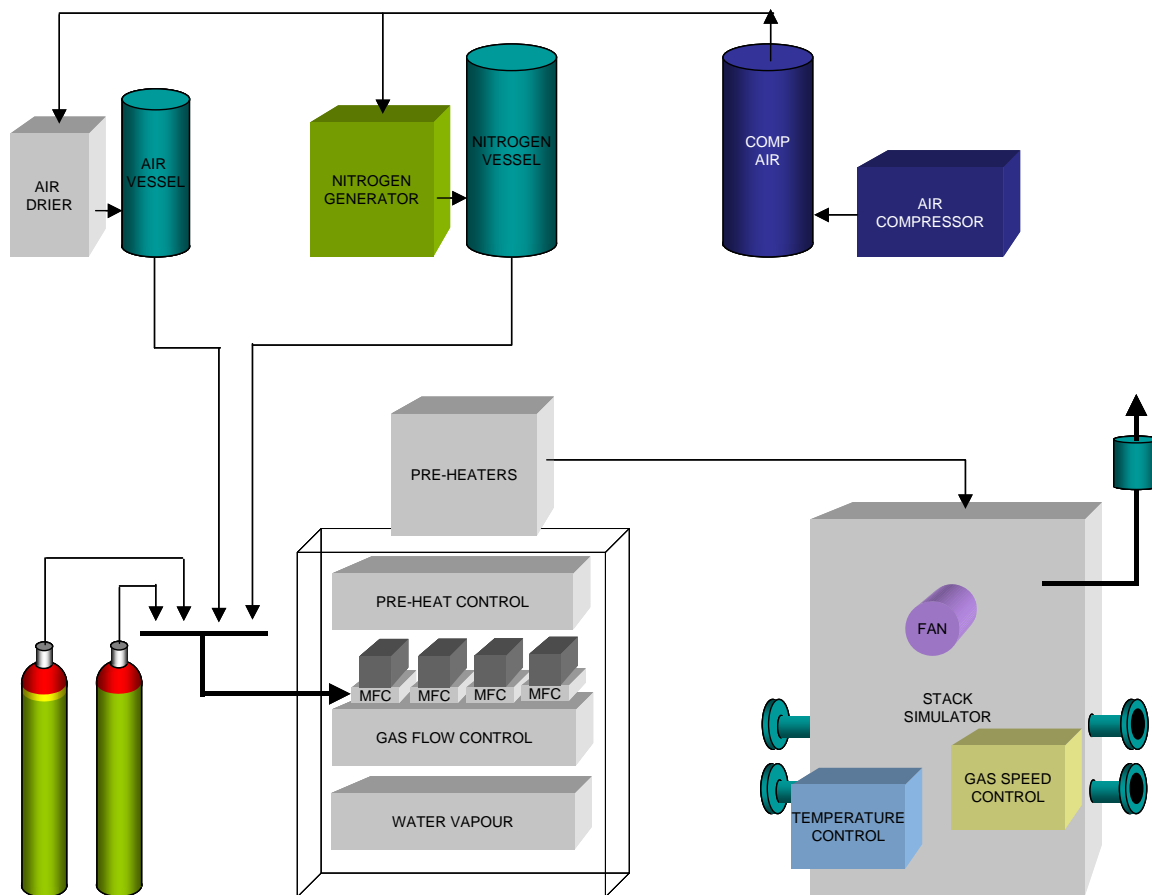 AIR
DRIER
AIR
VESSEL
NITROGEN
GENERATOR
NITROGEN
VESSEL
COMP
AIR
AIR
COMPRESSOR
PRE-HEATERS
PRE-HEAT CONTROL
MFC
MFC
MFC
MFC
GAS FLOW CONTROL
WATER VAPOUR
FAN
STACK
SIMULATOR
GAS SPEED
CONTROL
TEMPERATURE
CONTROL